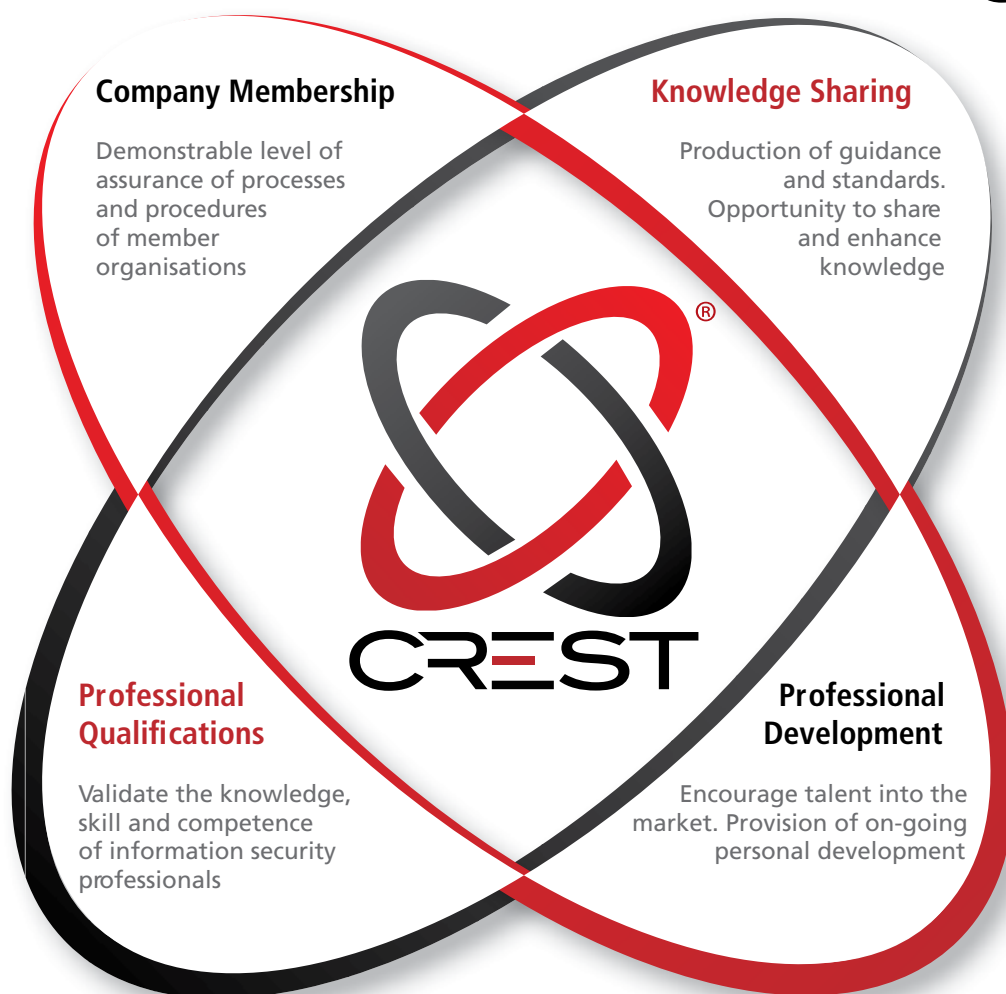 Company Membership
Demonstrable level of
assurance of processes
and procedures
of member
organisations
Knowledge Sharing
Production of guidance
and standards.
Opportunity to share
and enhance
knowledge
®
CREST
Professional
Qualifications
Validate the knowledge,
skill and competence
of information security
professionals
Professional
Development
Encourage talent into the
market. Provision of on-going
personal development